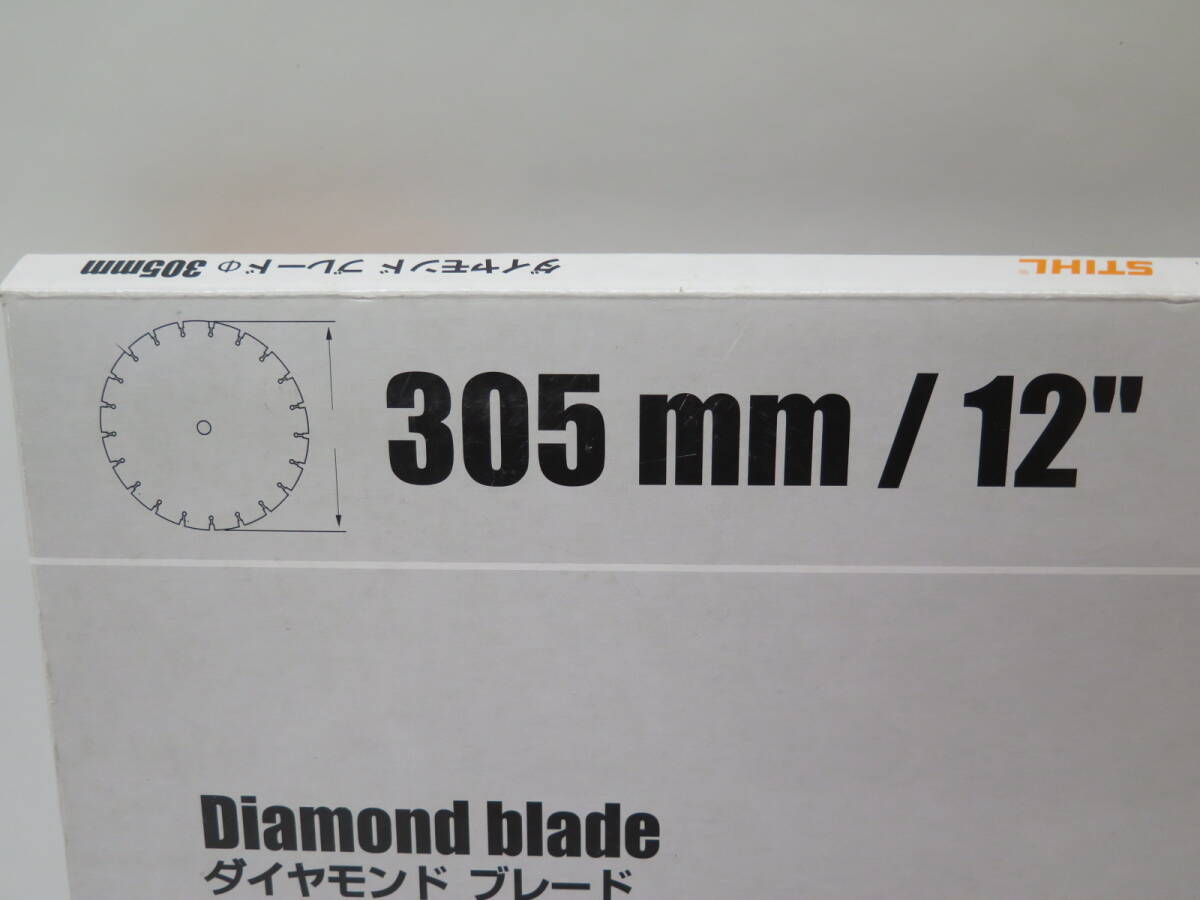 ダイヤモンド ブレードΦ 305mm
STIHL®
305 mm / 12"
Diamond blade
ダイヤモンド ブレード